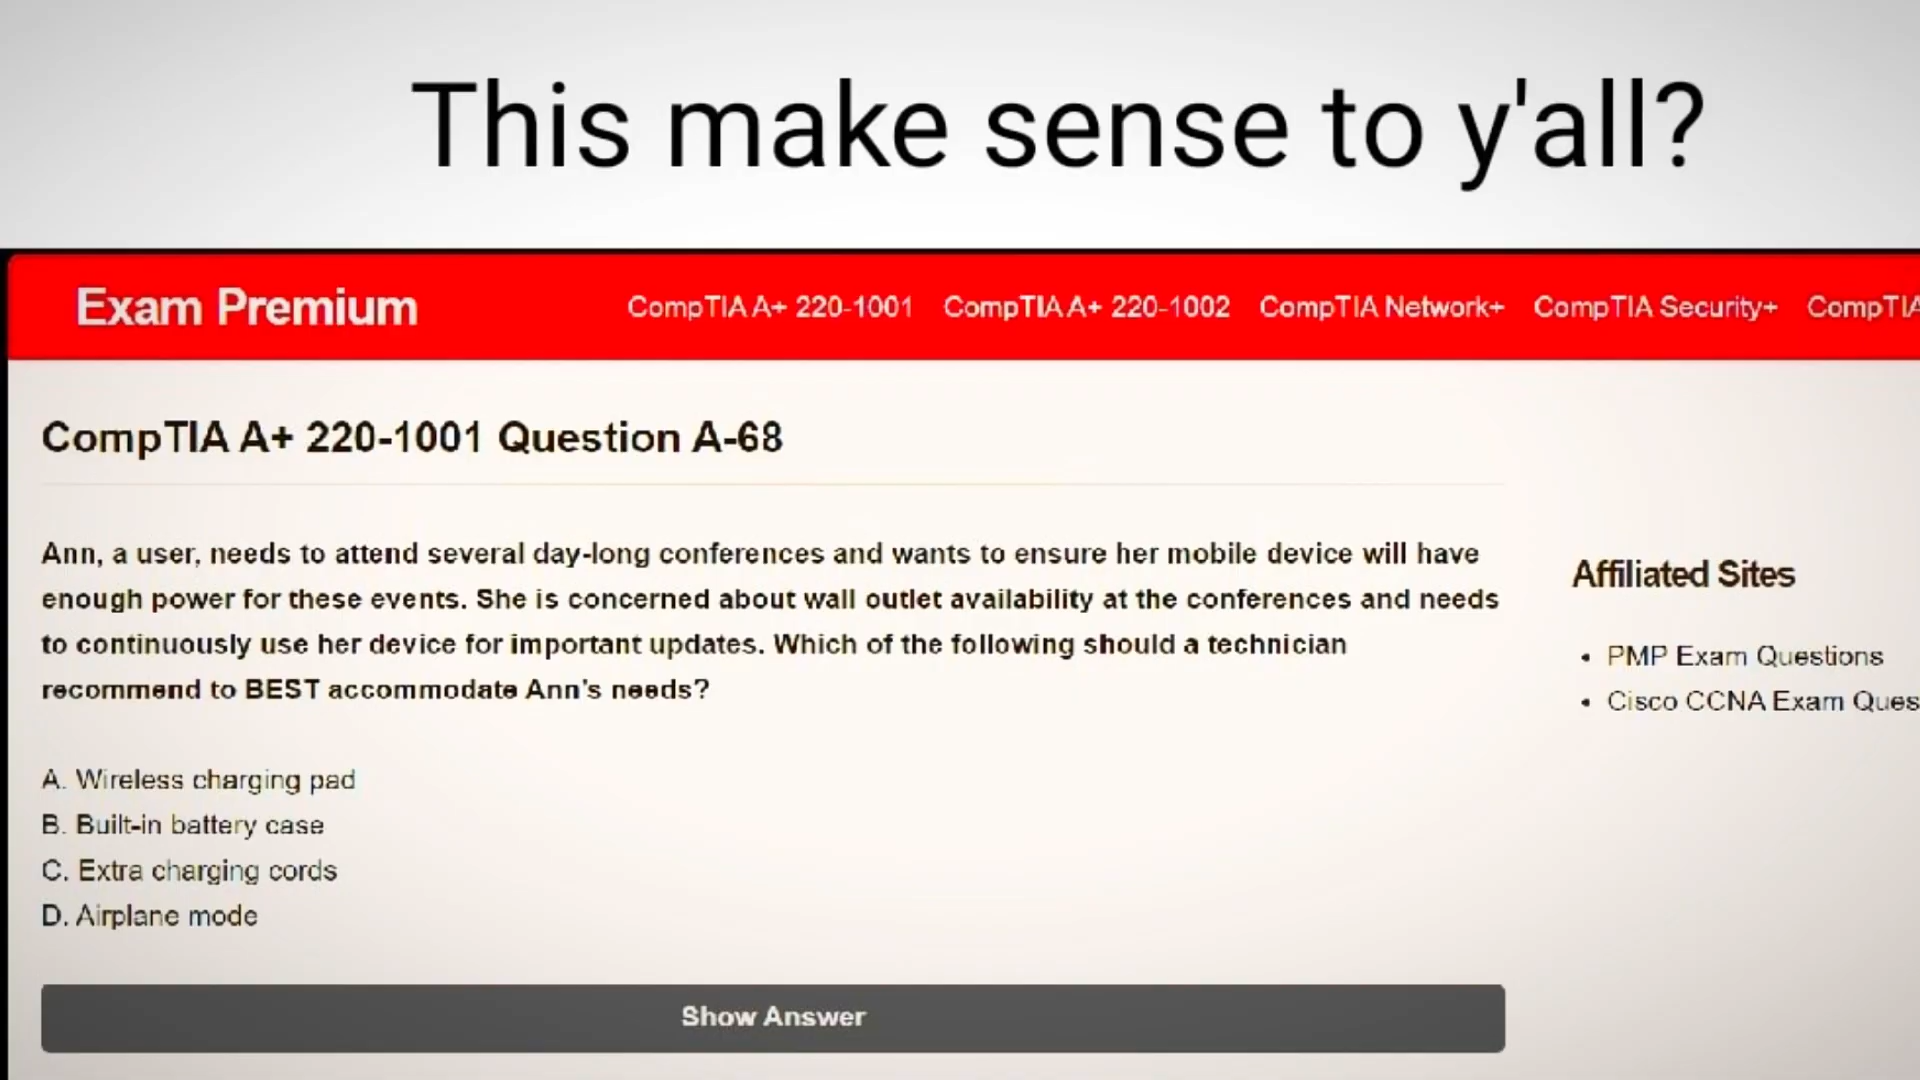 This make sense to y'all?
Exam Premium CompTIA A+ 220-1001 CompTIA A+ 220-1002 CompTIA Network+ CompTIA Security+ CompTIA
CompTIA A+ 220-1001 Question A-68
Ann, a user, needs to attend several day-long conferences and wants to ensure her mobile device will have
enough power for these events. She is concerned about wall outlet availability at the conferences and needs
to continuously use her device for important updates. Which of the following should a technician
recommend to BEST accommodate Ann's needs?
A. Wireless charging pad
B. Built-in battery case
C. Extra charging cords
D. Airplane mode
Show Answer
Affiliated Sites
• PMP Exam Questions
• Cisco CCNA Exam Ques